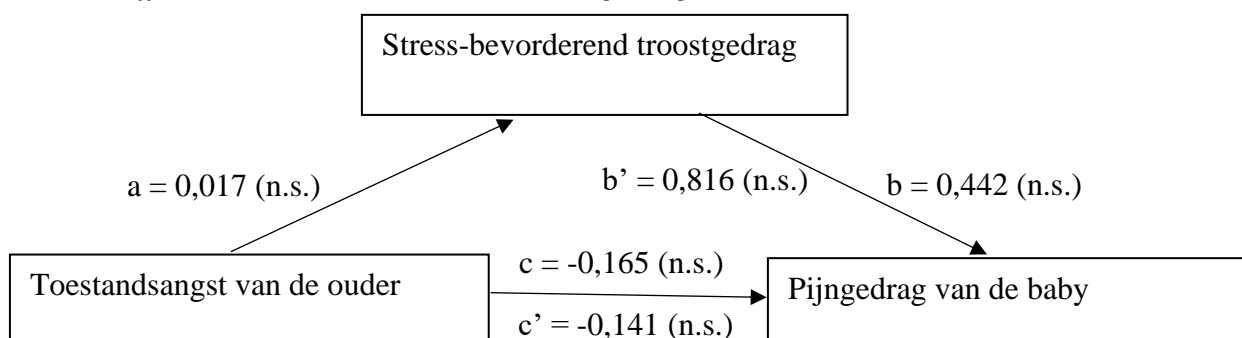 Stress-bevorderend troostgedrag
a = 0,017 (n.s.)
b’ = 0,816 (n.s.)
b = 0,442 (n.s.)
Toestandsangst van de ouder
c = -0,165 (n.s.)
c’ = -0,141 (n.s.)
Pijngedrag van de baby